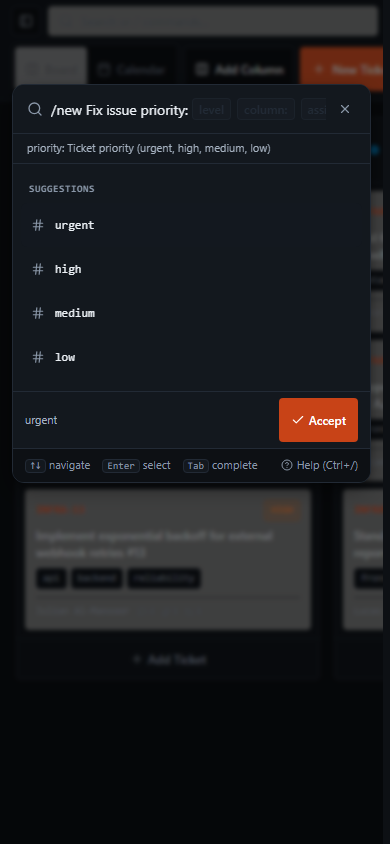 Calendar
Add Column
/new Fix issue priority: level column:
priority: Ticket priority (urgent, high, medium, low)
SUGGESTIONS
# urgent
# high
# medium
# low
urgent
Accept
↑↓ navigate Enter select Tab complete Help (Ctrl+/)
Implement exponential backoff for external
webhook retries #13
api backend reliability
+ Add Ticket